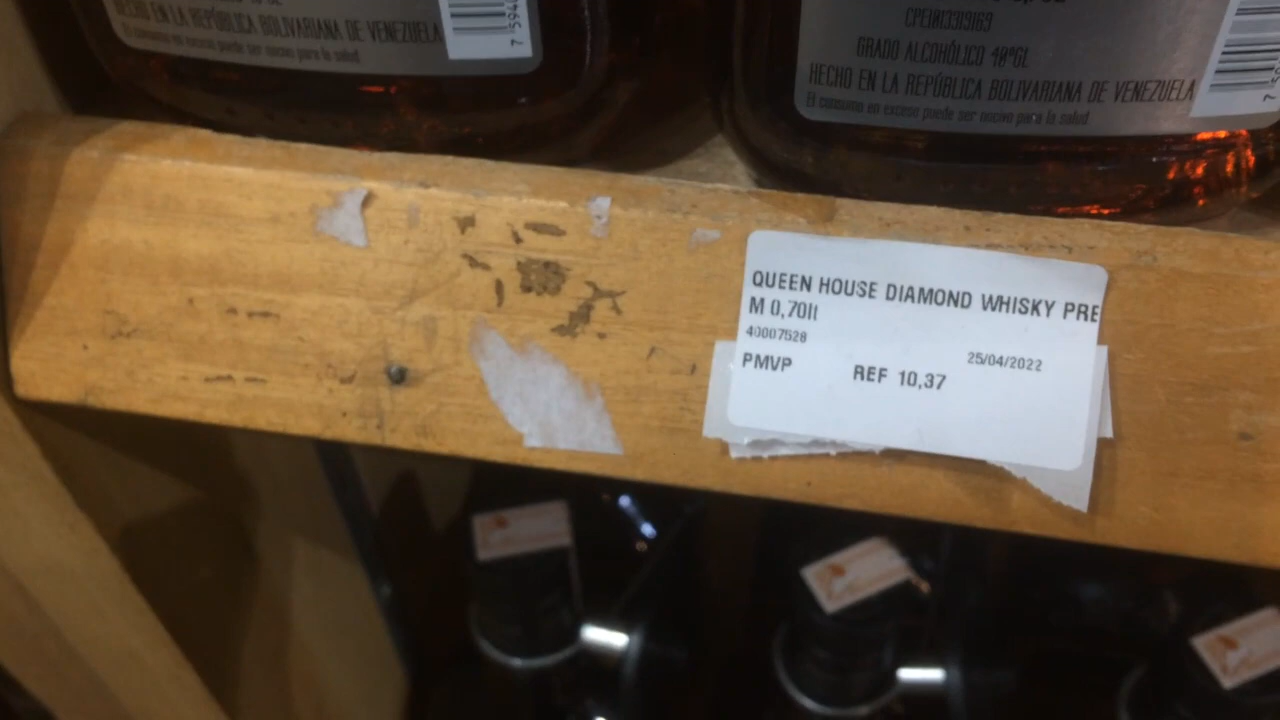 HECHO EN LA REPÚBLICA BOLIVARIANA DE VENEZUELA
El consumo en exceso puede ser nocivo para la salud
CPE1013319169
GRADO ALCOHÓLICO 40°GL
HECHO EN LA REPÚBLICA BOLIVARIANA DE VENEZUELA
El consumo en exceso puede ser nocivo para la salud
QUEEN HOUSE DIAMOND WHISKY PRE
M 0,70lt
40007528
25/04/2022
PMVP REF 10,37